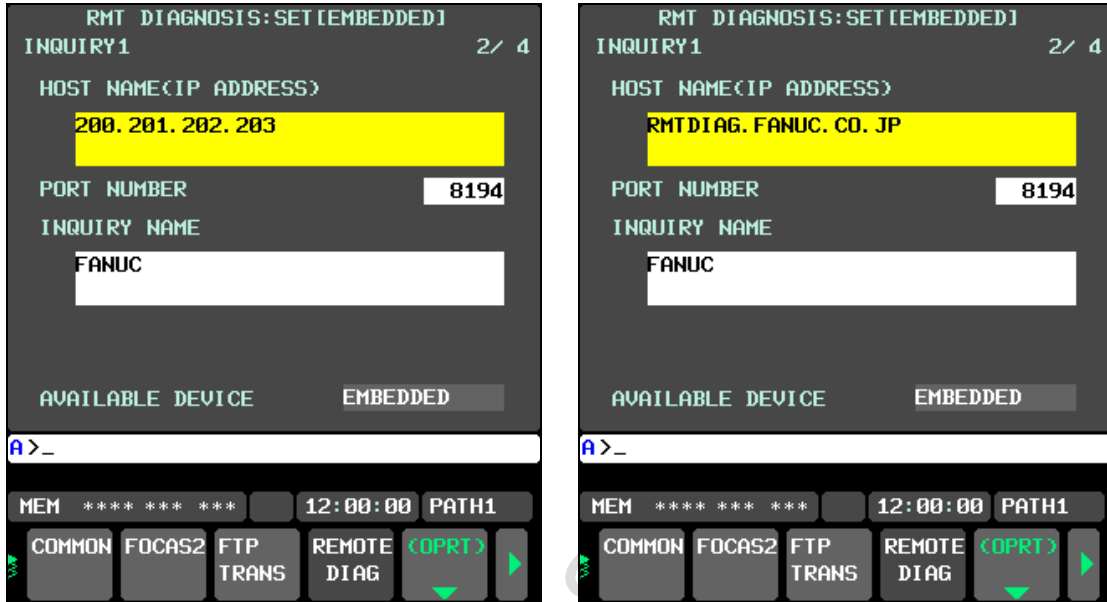 RMT DIAGNOSIS:SET[EMBEDDED]
INQUIRY1 2/ 4
HOST NAME(IP ADDRESS)
200.201.202.203
PORT NUMBER 8194
INQUIRY NAME
FANUC
AVAILABLE DEVICE EMBEDDED
A>_
MEM **** *** *** 12:00:00 PATH1
COMMON FOCAS2 FTP TRANS REMOTE DIAG (OPRT)
RMT DIAGNOSIS:SET[EMBEDDED]
INQUIRY1 2/ 4
HOST NAME(IP ADDRESS)
RMTDIAG.FANUC.CO.JP
PORT NUMBER 8194
INQUIRY NAME
FANUC
AVAILABLE DEVICE EMBEDDED
A>_
MEM **** *** *** 12:00:00 PATH1
COMMON FOCAS2 FTP TRANS REMOTE DIAG (OPRT)